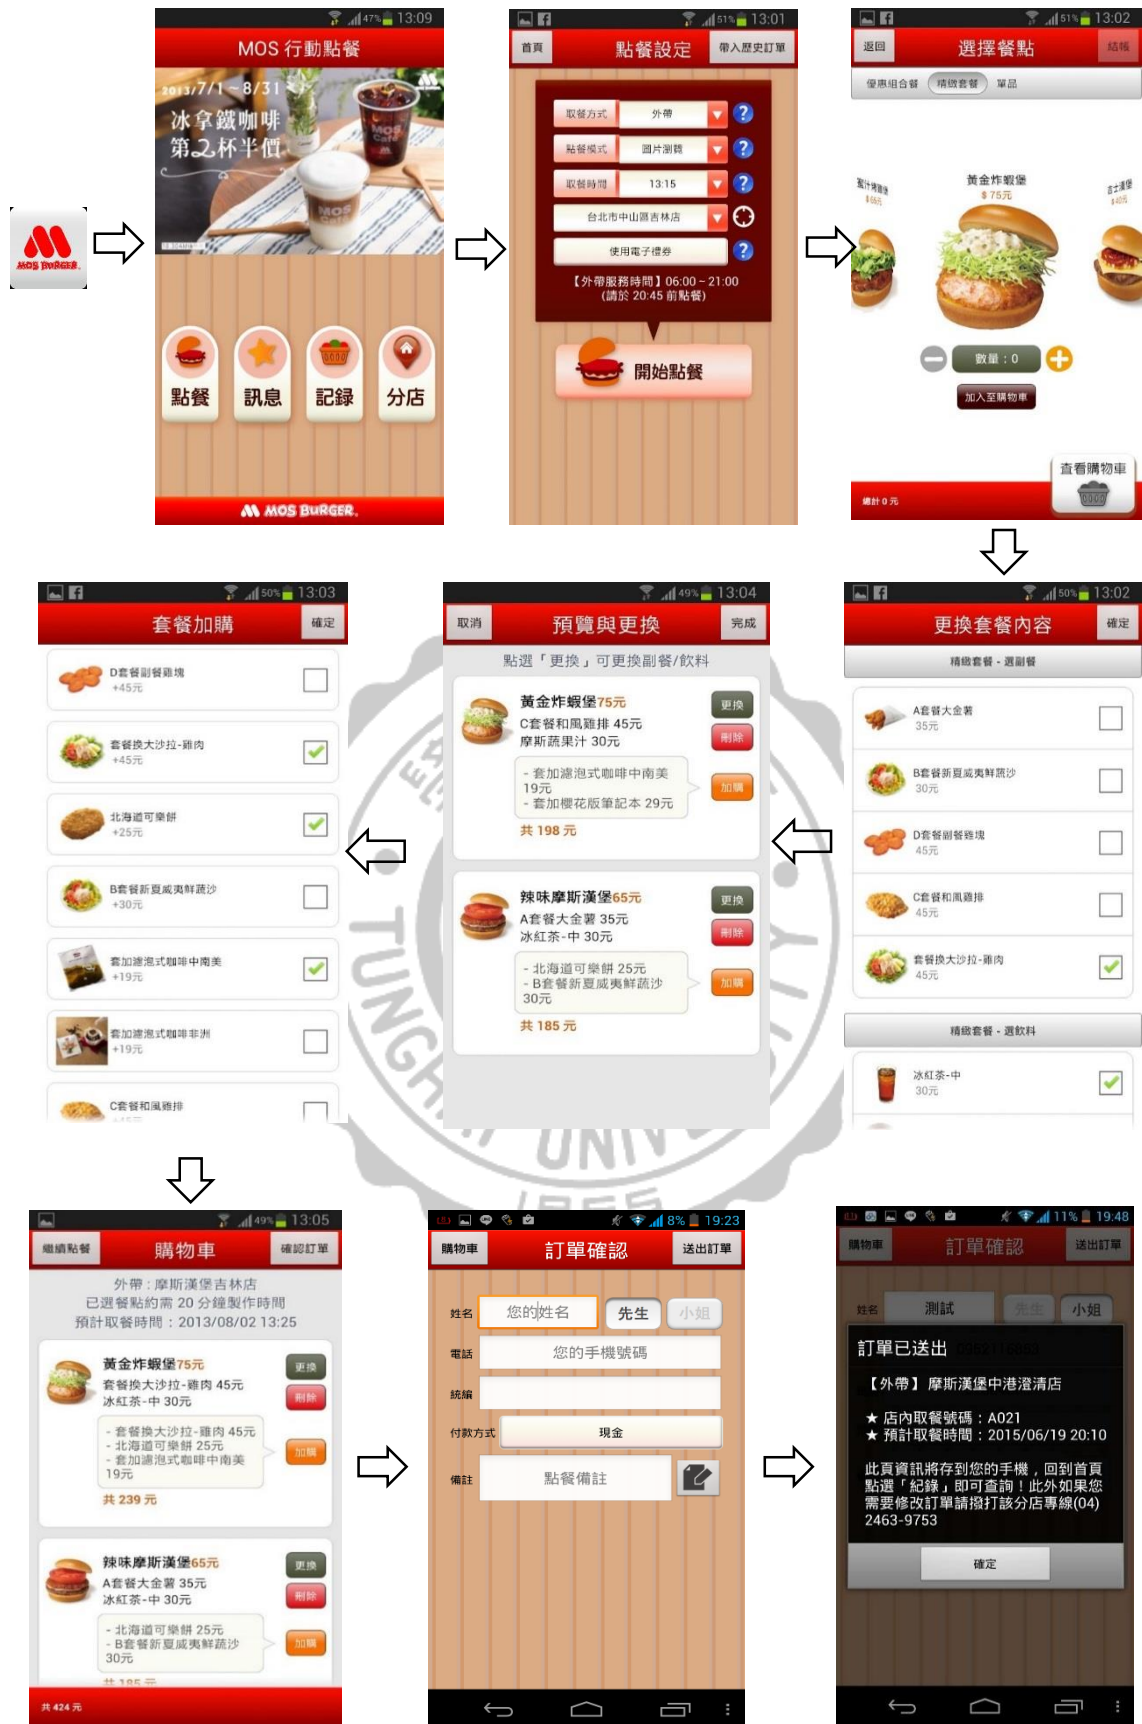 MOS BURGER.
47% 13:09
MOS 行動點餐
2013/7/1~8/31
冰拿鐵咖啡
第2杯半價
點餐
訊息
記錄
分店
MOS BURGER.
51% 13:01
首頁
點餐設定
帶入歷史訂單
取餐方式
外帶
點餐模式
圖片瀏覽
取餐時間
13:15
台北市中山區吉林店
使用電子禮券
【外帶服務時間】06:00 ~ 21:00
(請於 20:45 前點餐)
開始點餐
51% 13:02
返回
選擇餐點
結帳
優惠組合餐
精緻套餐
單品
黃金炸蝦堡
$ 75元
數量：0
加入至購物車
查看購物車
總計 0 元
50% 13:03
套餐加購
確定
D套餐副餐雞塊
+45元
套餐換大沙拉-雞肉
+45元
北海道可樂餅
+25元
B套餐新夏威夷鮮蔬沙
+30元
套加濾泡式咖啡中南美
+19元
套加濾泡式咖啡非洲
+19元
C套餐和風雞排
49% 13:04
取消
預覽與更換
完成
點選「更換」可更換副餐/飲料
黃金炸蝦堡75元
C套餐和風雞排 45元
摩斯蔬果汁 30元
更換
刪除
- 套加濾泡式咖啡中南美
19元
- 套加櫻花版筆記本 29元
加購
共 198 元
辣味摩斯漢堡65元
A套餐大金薯 35元
冰紅茶-中 30元
更換
刪除
- 北海道可樂餅 25元
- B套餐新夏威夷鮮蔬沙
30元
加購
共 185 元
50% 13:02
更換套餐內容
確定
精緻套餐 - 選副餐
A套餐大金薯
35元
B套餐新夏威夷鮮蔬沙
30元
D套餐副餐雞塊
45元
C套餐和風雞排
45元
套餐換大沙拉-雞肉
45元
精緻套餐 - 選飲料
冰紅茶-中
30元
49% 13:05
繼續點餐
購物車
確認訂單
外帶 : 摩斯漢堡吉林店
已選餐點約需 20 分鐘製作時間
預計取餐時間：2013/08/02 13:25
黃金炸蝦堡75元
套餐換大沙拉-雞肉 45元
冰紅茶-中 30元
更換
刪除
- 套餐換大沙拉-雞肉 45元
- 北海道可樂餅 25元
- 套加濾泡式咖啡中南美
19元
加購
共 239 元
辣味摩斯漢堡65元
A套餐大金薯 35元
冰紅茶-中 30元
更換
刪除
- 北海道可樂餅 25元
- B套餐新夏威夷鮮蔬沙
30元
加購
共 185 元
共 424 元
8% 19:23
購物車
訂單確認
送出訂單
姓名
您的姓名
先生
小姐
電話
您的手機號碼
統編
付款方式
現金
備註
點餐備註
11% 19:48
購物車
訂單確認
送出訂單
姓名
測試
先生
小姐
訂單已送出
【外帶】摩斯漢堡中港澄清店
★ 店內取餐號碼：A021
★ 預計取餐時間：2015/06/19 20:10
此頁資訊將存到您的手機，回到首頁
點選「紀錄」即可查詢！此外如果您
需要修改訂單請撥打該分店專線(04)
2463-9753
確定
TUNGHAI UNIVERSITY